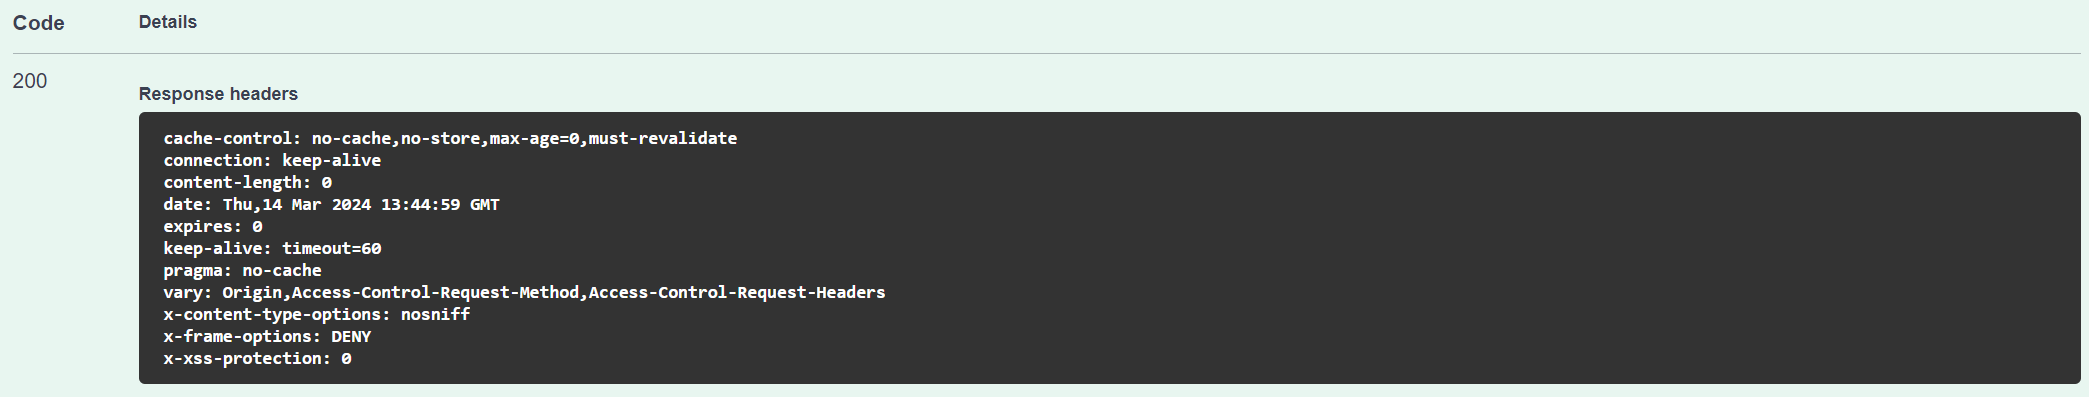 Code Details
200
Response headers
cache-control: no-cache,no-store,max-age=0,must-revalidate
connection: keep-alive
content-length: 0
date: Thu,14 Mar 2024 13:44:59 GMT
expires: 0
keep-alive: timeout=60
pragma: no-cache
vary: Origin,Access-Control-Request-Method,Access-Control-Request-Headers
x-content-type-options: nosniff
x-frame-options: DENY
x-xss-protection: 0